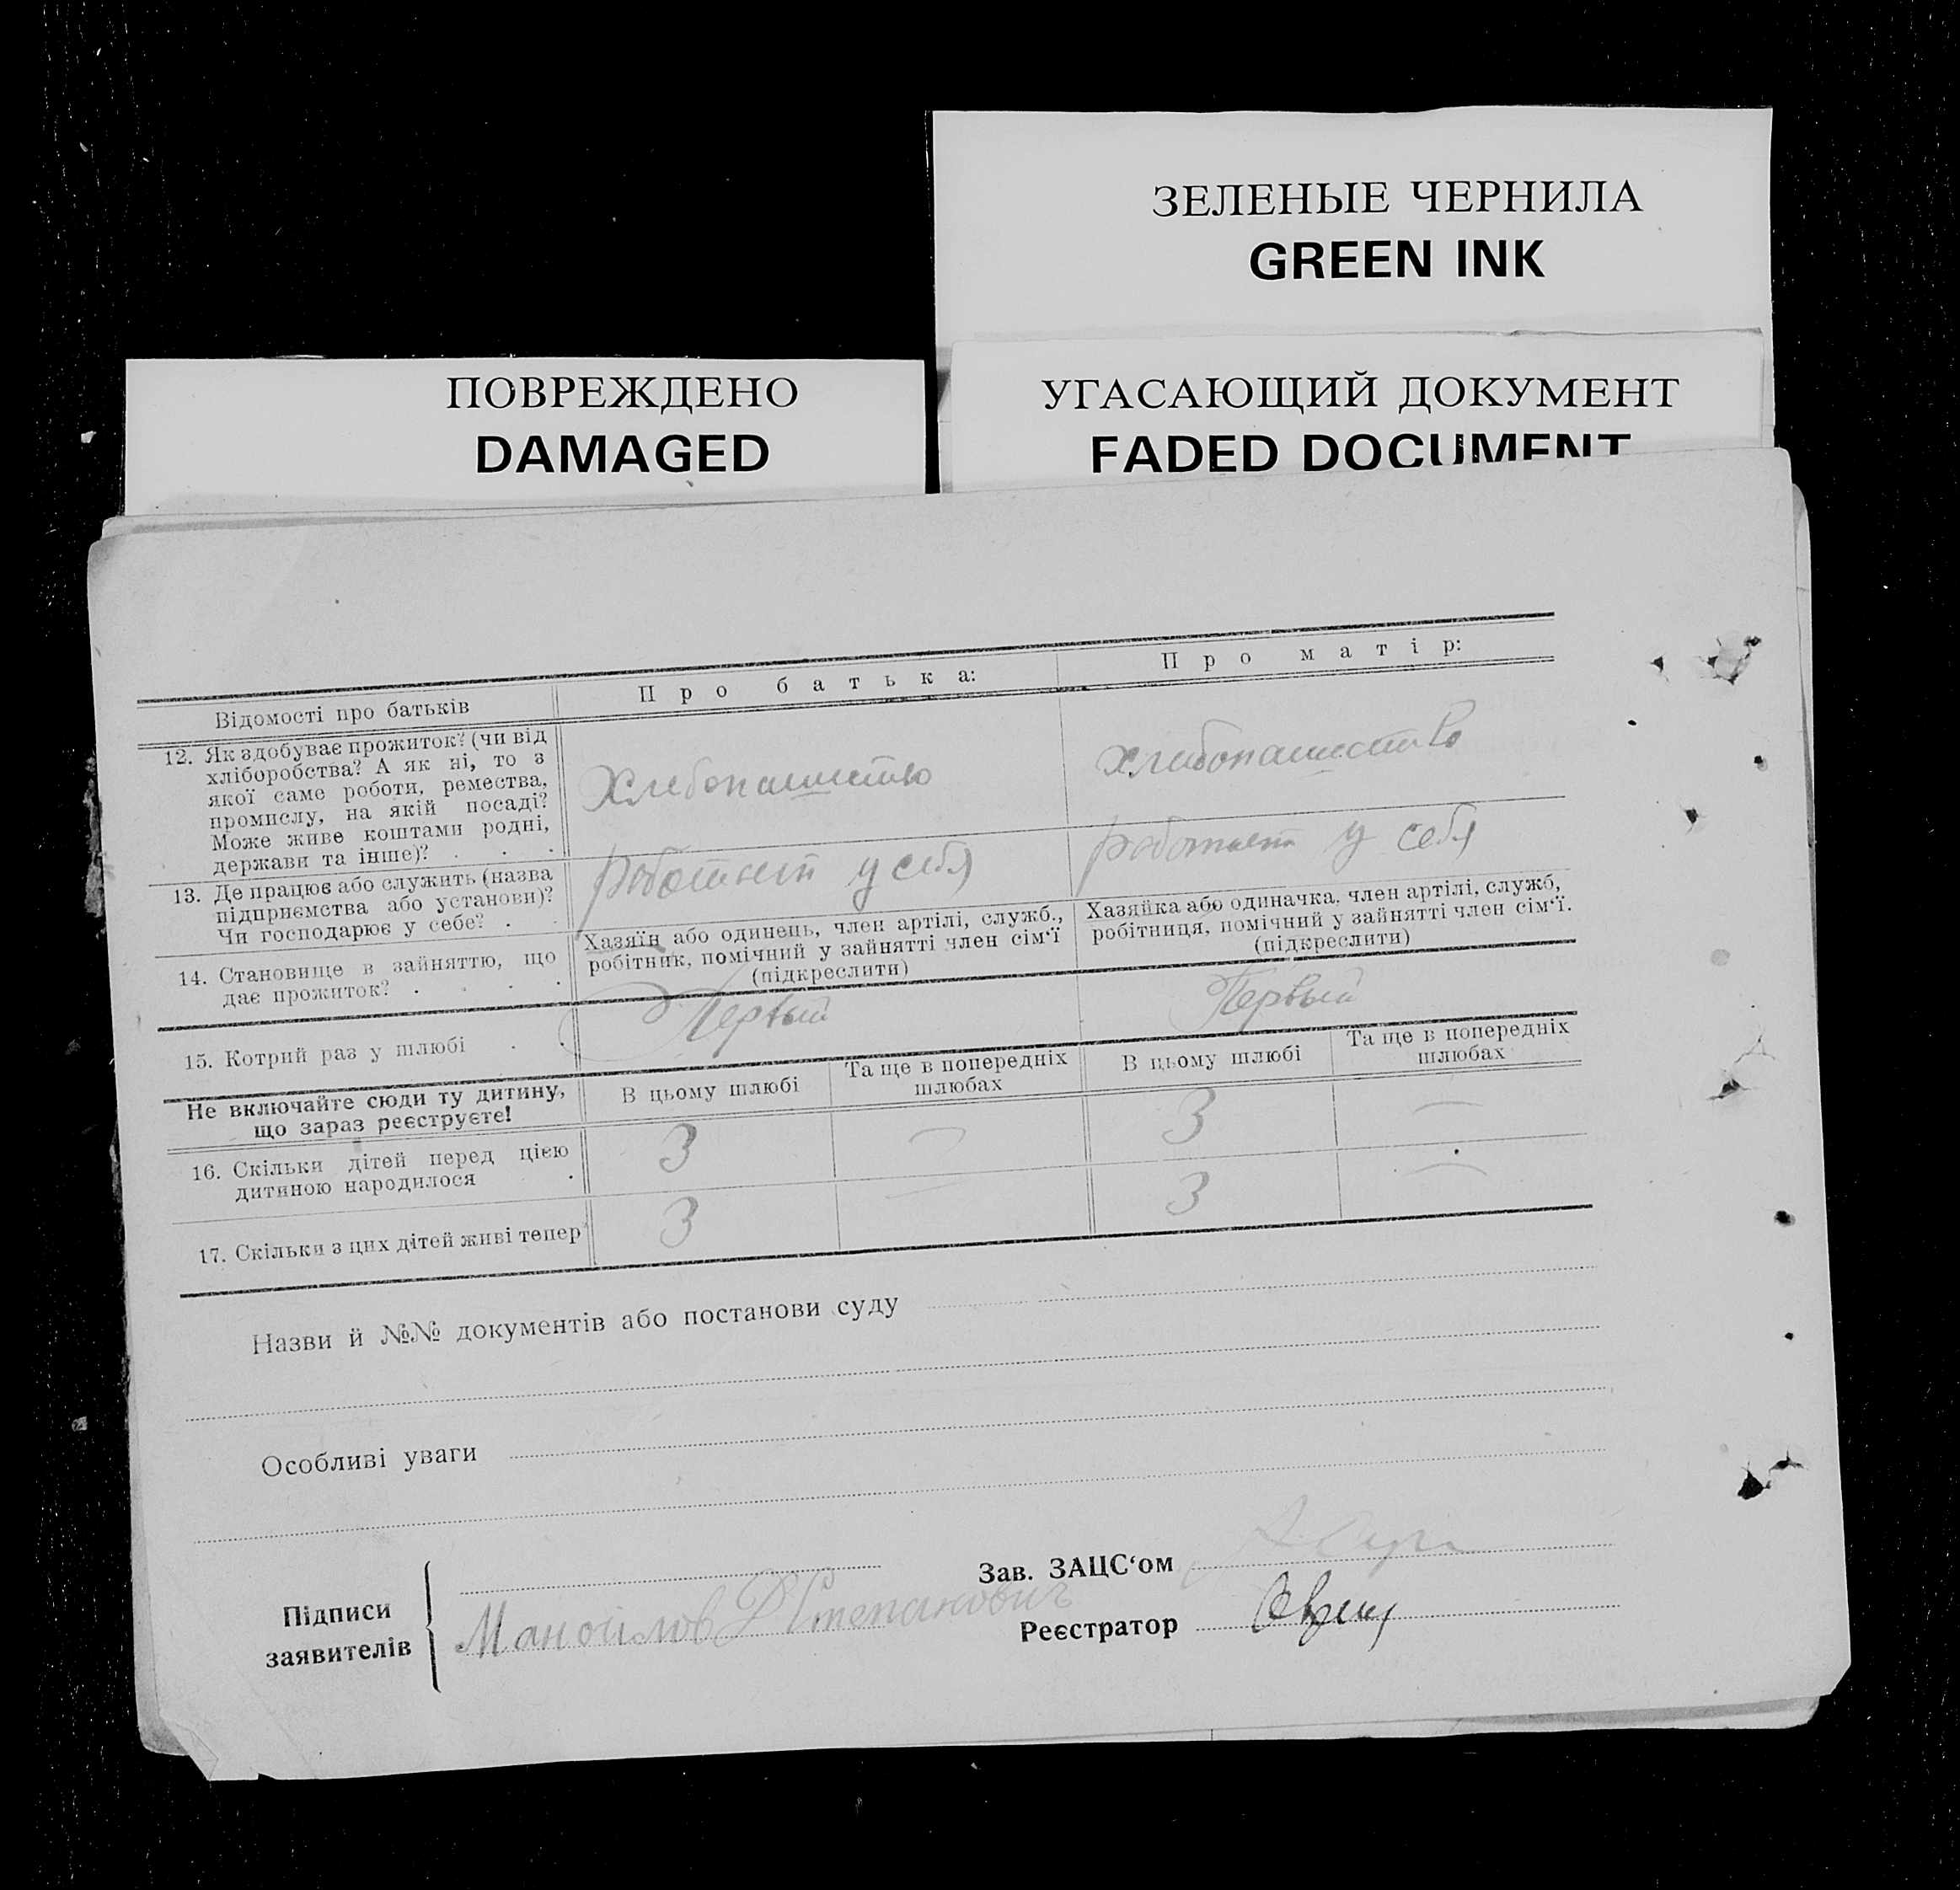 ЗЕЛЕНЫЕ ЧЕРНИЛА
GREEN INK
ПОВРЕЖДЕНО
DAMAGED
УГАСАЮЩИЙ ДОКУМЕНТ
FADED DOCUMENT
Відомості про батьків
Про батька:
Про матір:
12. Як здобуває прожиток? (чи від
хліборобства? А як ні, то з
якої саме роботи, ремества,
промислу, на якій посаді?
Може живе коштами родні,
держави та інше)? . . .
Хлебопашество
хлебопашество
13. Де працює або служить (назва
підприємства або установи)?
Чи господарює у себе? . .
работает у себя
работает у себя
14. Становище в зайняттю, що
дає прожиток? . . . .
Хазяїн або одинець, член артілі, служб.,
робітник, помічний у зайнятті член сім‘ї
(підкреслити)
Хазяйка або одиначка, член артілі, служб,
робітниця, помічний у зайнятті член сім‘ї.
(підкреслити)
15. Котрий раз у шлюбі . .
Первый
Первый
Не включайте сюди ту дитину,
що зараз реєструєте!
В цьому шлюбі
Та ще в попередніх
шлюбах
В цьому шлюбі
Та ще в попередніх
шлюбах
16. Скільки дітей перед цією
дитиною народилося .
3 — 3 —
17. Скільки з цих дітей живі тепер
3 — 3 —
Назви й №№ документів або постанови суду
Особливі уваги
Підписи
заявителів
Манойлов Степанович
Зав. ЗАЦС‘ом
Реєстратор